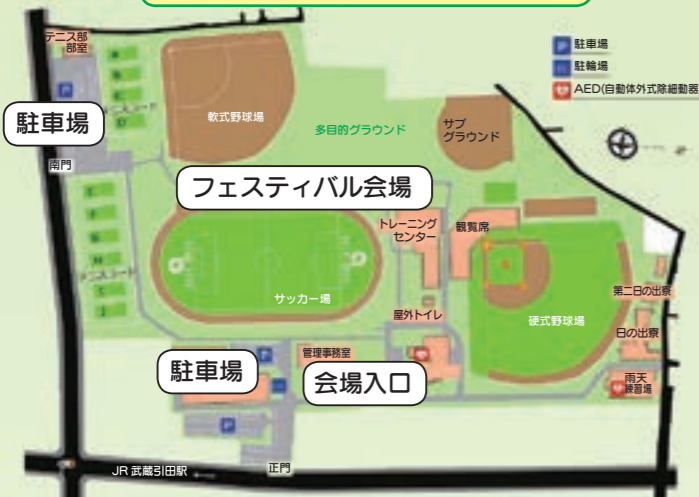 テニス部
部室
駐車場
駐輪場
AED(自動体外式除細動器
軟式野球場
多目的グラウンド
サブ
グラウンド
テニスコート
駐車場
南門
フェスティバル会場
トレーニング
センター
観覧席
テニスコート
サッカー場
屋外トイレ
硬式野球場
第二日の出寮
日の出寮
管理事務室
駐車場
会場入口
雨天
練習場
JR 武蔵引田駅
正門